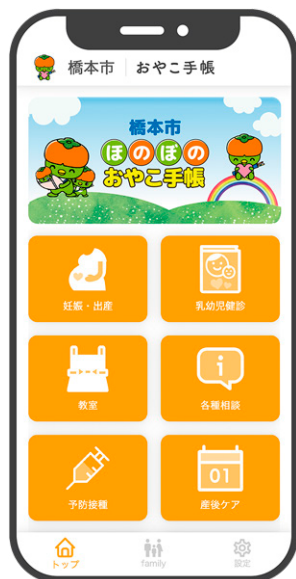 橋本市 おやこ手帳
橋本市
ほのぼの
おやこ手帳
妊娠・出産
乳幼児健診
教室
各種相談
予防接種
01
産後ケア
トップ
family
設定